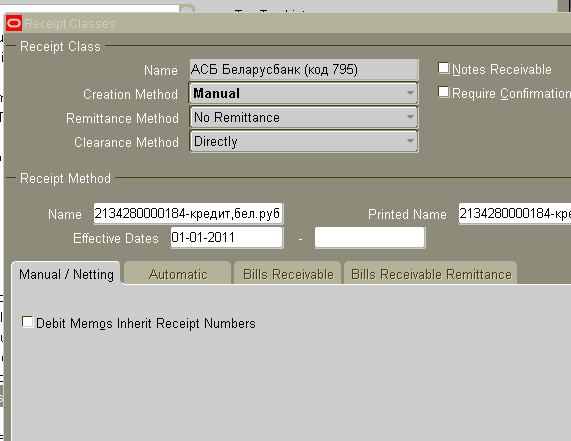 Receipt Classes
Receipt Class
Name АСБ Беларусбанк (код 795)
Notes Receivable
Creation Method Manual
Require Confirmation
Remittance Method No Remittance
Clearance Method Directly
Receipt Method
Name 2134280000184-кредит,бел.руб
Printed Name 2134280000184-кре
Effective Dates 01-01-2011 -
Manual / Netting Automatic Bills Receivable Bills Receivable Remittance
Debit Memos Inherit Receipt Numbers